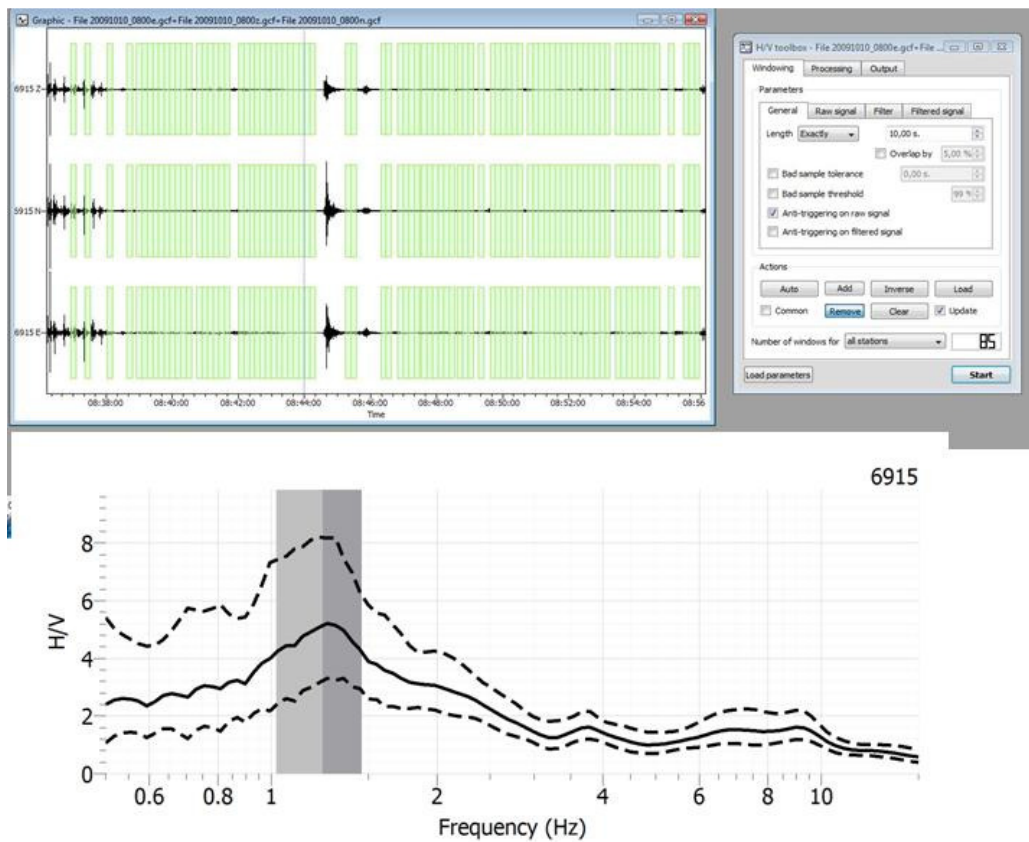 Graphic - File 20091010_0800e.gcf+File 20091010_0800z.gcf+File 20091010_0800n.gcf
6915 Z
6915 N
6915 E
08:38:00 08:40:00 08:42:00 08:44:00 08:46:00 08:48:00 08:50:00 08:52:00 08:54:00 08:56
Time
H/V toolbox - File 20091010_0800e.gcf+File ...
Windowing Processing Output
Parameters
General Raw signal Filter Filtered signal
Length Exactly 10,00 s.
Overlap by 5,00 %
Bad sample tolerance 0,00 s.
Bad sample threshold 99 %
Anti-triggering on raw signal
Anti-triggering on filtered signal
Actions
Auto Add Inverse Load
Common Remove Clear Update
Number of windows for all stations 85
Load parameters Start
6915
8
6
4
2
0
H/V
0.6 0.8 1 2 4 6 8 10
Frequency (Hz)